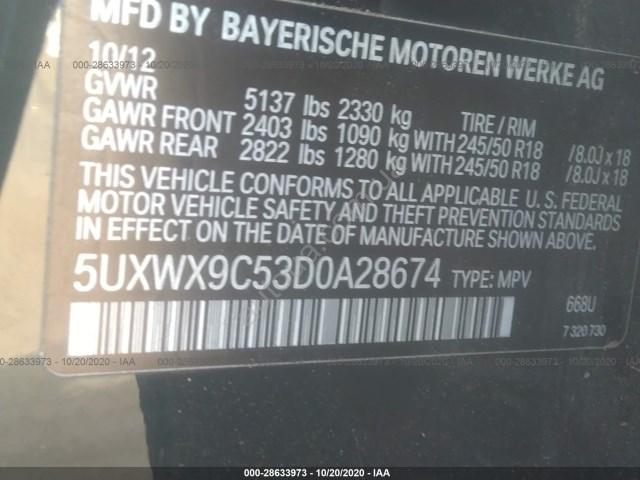 MFD BY BAYERISCHE MOTOREN WERKE AG
10/12
GVWR 5137 lbs 2330 kg TIRE / RIM
GAWR FRONT 2403 lbs 1090 kg WITH 245/50 R18 /8.0J x 18
GAWR REAR 2822 lbs 1280 kg WITH 245/50 R18 /8.0J x 18
THIS VEHICLE CONFORMS TO ALL APPLICABLE U. S. FEDERAL
MOTOR VEHICLE SAFETY AND THEFT PREVENTION STANDARDS
IN EFFECT ON THE DATE OF MANUFACTURE SHOWN ABOVE.
5UXWX9C53D0A28674 TYPE: MPV
668U
7 320 730
000-28633973 - 10/20/2020 - IAA